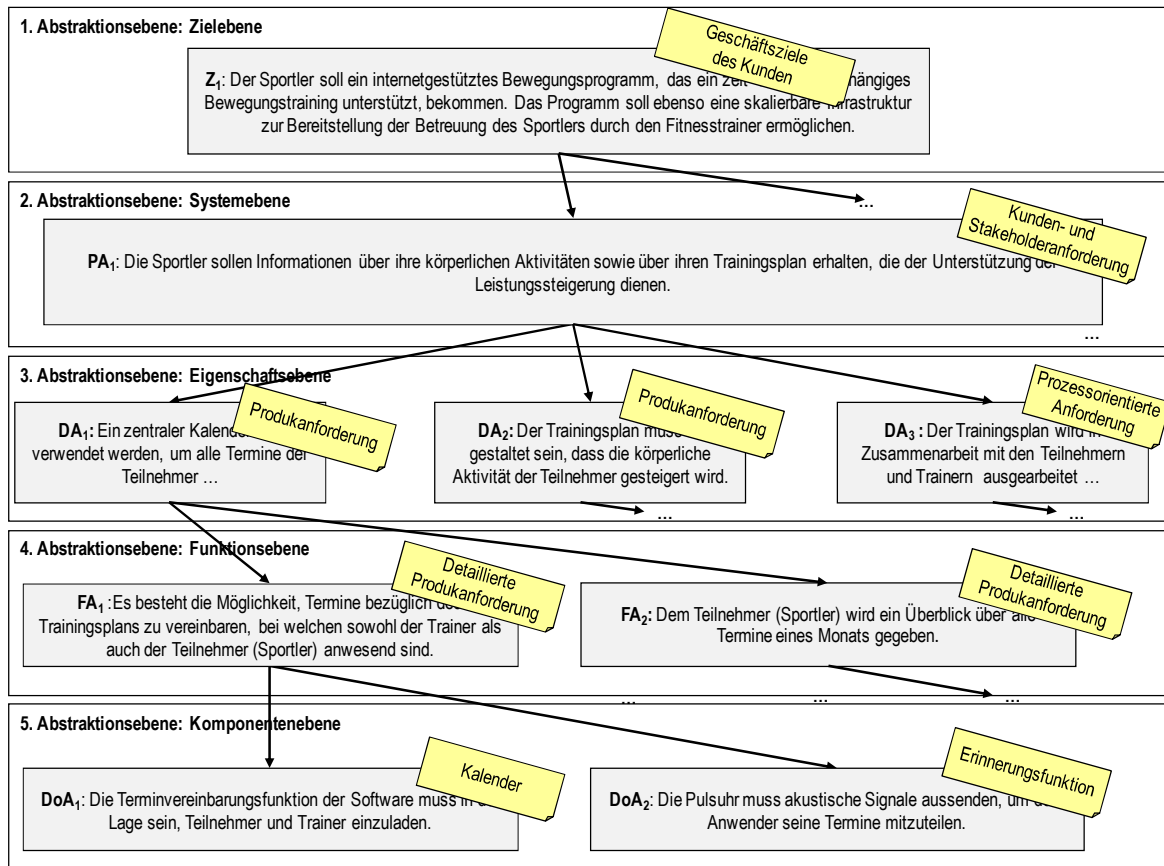 1. Abstraktionsebene: Zielebene
Geschäftsziele
des Kunden
Z1: Der Sportler soll ein internetgestütztes Bewegungsprogramm, das ein zeit hängiges
Bewegungstraining unterstützt, bekommen. Das Programm soll ebenso eine skalierbare Infrastruktur
zur Bereitstellung der Betreuung des Sportlers durch den Fitnesstrainer ermöglichen.
2. Abstraktionsebene: Systemebene
...
Kunden- und
Stakeholderanforderung
PA1: Die Sportler sollen Informationen über ihre körperlichen Aktivitäten sowie über ihren Trainingsplan erhalten, die der Unterstützung der
Leistungssteigerung dienen.
...
3. Abstraktionsebene: Eigenschaftsebene
Produkanforderung
DA1: Ein zentraler Kalender
verwendet werden, um alle Termine der
Teilnehmer …
Produkanforderung
DA2: Der Trainingsplan muss
gestaltet sein, dass die körperliche
Aktivität der Teilnehmer gesteigert wird.
...
Prozessorientierte
Anforderung
DA3 : Der Trainingsplan wird in
Zusammenarbeit mit den Teilnehmern
und Trainern ausgearbeitet …
...
4. Abstraktionsebene: Funktionsebene
Detaillierte
Produkanforderung
FA1 :Es besteht die Möglichkeit, Termine bezüglich
Trainingsplans zu vereinbaren, bei welchen sowohl der Trainer als
auch der Teilnehmer (Sportler) anwesend sind.
Detaillierte
Produkanforderung
FA2: Dem Teilnehmer (Sportler) wird ein Überblick über alle
Termine eines Monats gegeben.
... ... ...
5. Abstraktionsebene: Komponentenebene
Kalender
DoA1: Die Terminvereinbarungsfunktion der Software muss in
Lage sein, Teilnehmer und Trainer einzuladen.
Erinnerungsfunktion
DoA2: Die Pulsuhr muss akustische Signale aussenden, um
Anwender seine Termine mitzuteilen.